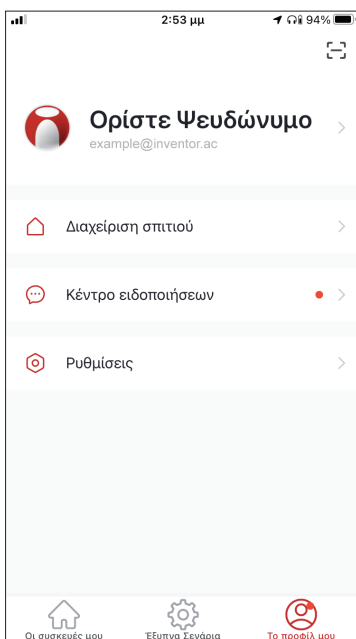 2:53 μμ
94%
Ορίστε Ψευδώνυμο
example@inventor.ac
Διαχείριση σπιτιού
Κέντρο ειδοποιήσεων
Ρυθμίσεις
Οι συσκευές μου
Έξυπνα Σενάρια
Το προφίλ μου